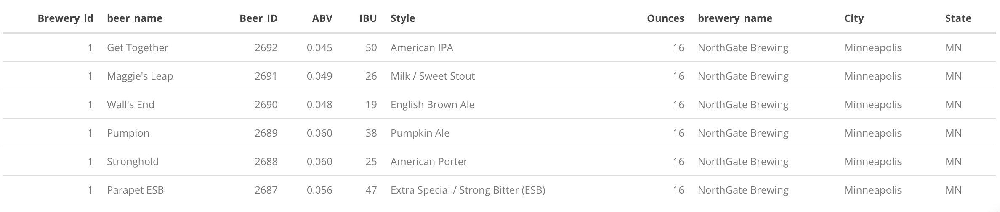 Brewery_id beer_name Beer_ID ABV IBU Style Ounces brewery_name City State
1 Get Together 2692 0.045 50 American IPA 16 NorthGate Brewing Minneapolis MN
1 Maggie's Leap 2691 0.049 26 Milk / Sweet Stout 16 NorthGate Brewing Minneapolis MN
1 Wall's End 2690 0.048 19 English Brown Ale 16 NorthGate Brewing Minneapolis MN
1 Pumpion 2689 0.060 38 Pumpkin Ale 16 NorthGate Brewing Minneapolis MN
1 Stronghold 2688 0.060 25 American Porter 16 NorthGate Brewing Minneapolis MN
1 Parapet ESB 2687 0.056 47 Extra Special / Strong Bitter (ESB) 16 NorthGate Brewing Minneapolis MN